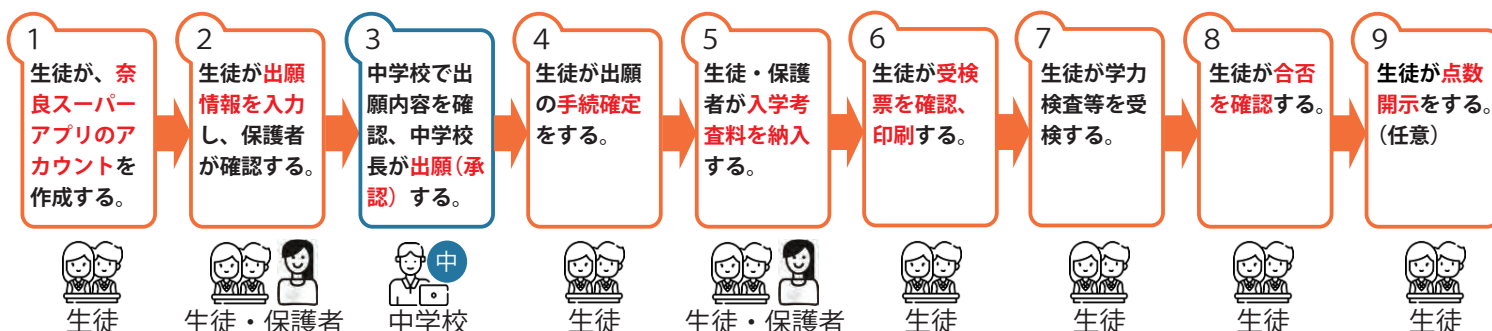 1
生徒が、奈
良スーパー
アプリのア
カウントを
作成する。
生徒
2
生徒が出願
情報を入力
し、保護者
が確認する。
生徒・保護者
3
中学校で出
願内容を確
認、中学校
長が出願(承
認)する。
中
中学校
4
生徒が出願
の手続確定
をする。
生徒
5
生徒・保護
者が入学考
査料を納入
する。
生徒・保護者
6
生徒が受検
票を確認、
印刷する。
生徒
7
生徒が学力
検査等を受
検する。
生徒
8
生徒が合否
を確認する。
生徒
9
生徒が点数
開示をする。
(任意)
生徒